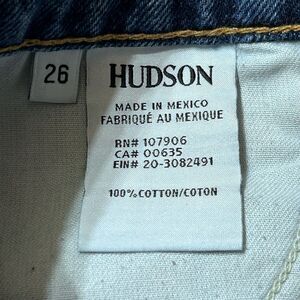 26
HUDSON
MADE IN MEXICO
FABRIQUÉ AU MEXIQUE
RN# 107906
CA# 00635
EIN# 20-3082491
100% COTTON/COTON